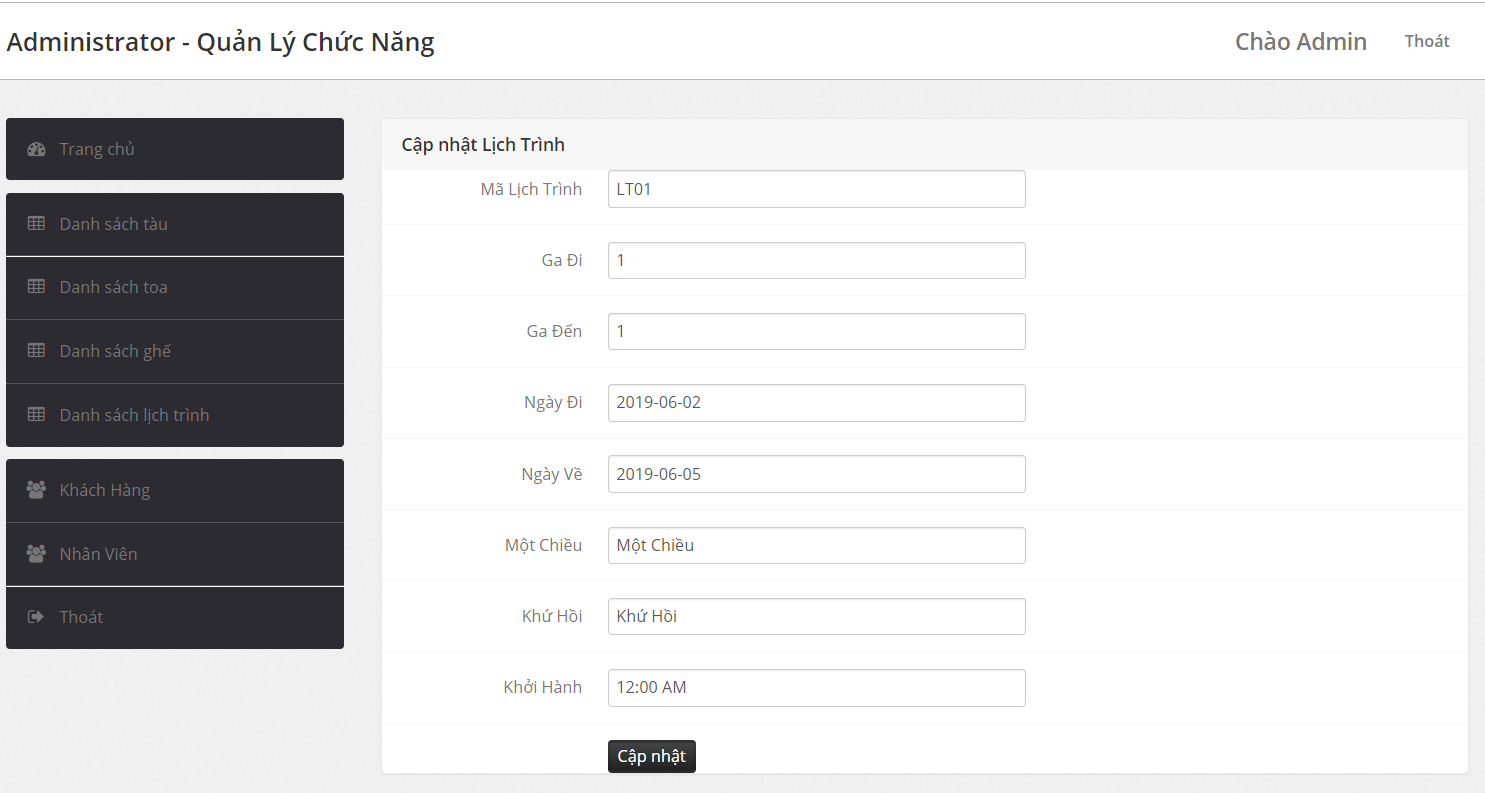 Administrator - Quản Lý Chức Năng
Chào Admin
Thoát
Trang chủ
Danh sách tàu
Danh sách toa
Danh sách ghế
Danh sách lịch trình
Khách Hàng
Nhân Viên
Thoát
Cập nhật Lịch Trình
Mã Lịch Trình LT01
Ga Đi 1
Ga Đến 1
Ngày Đi 2019-06-02
Ngày Về 2019-06-05
Một Chiều Một Chiều
Khứ Hồi Khứ Hồi
Khởi Hành 12:00 AM
Cập nhật